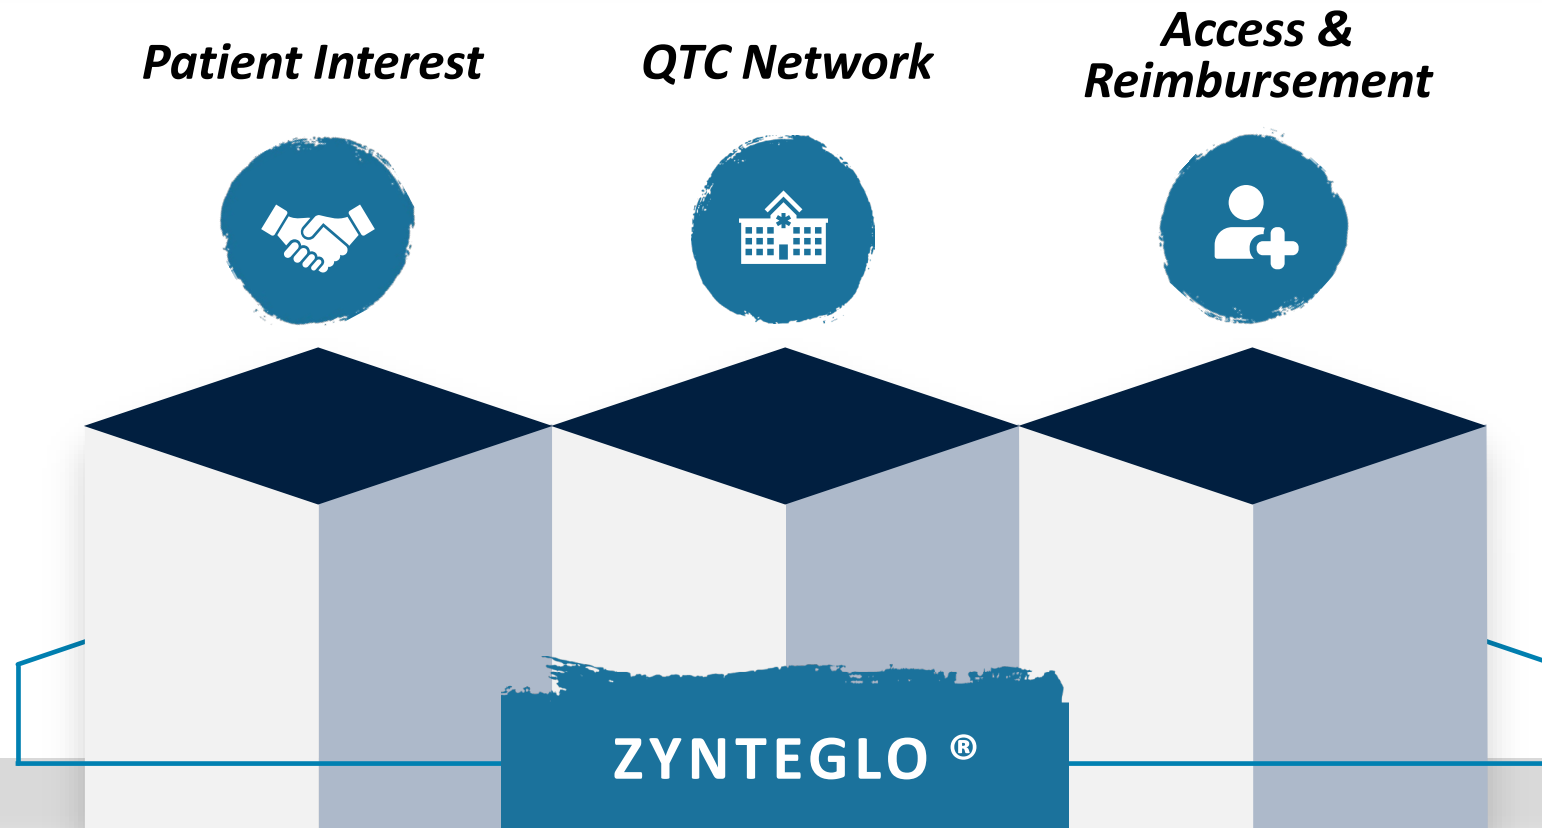 Patient Interest
QTC Network
Access &
Reimbursement
ZYNTEGLO ®